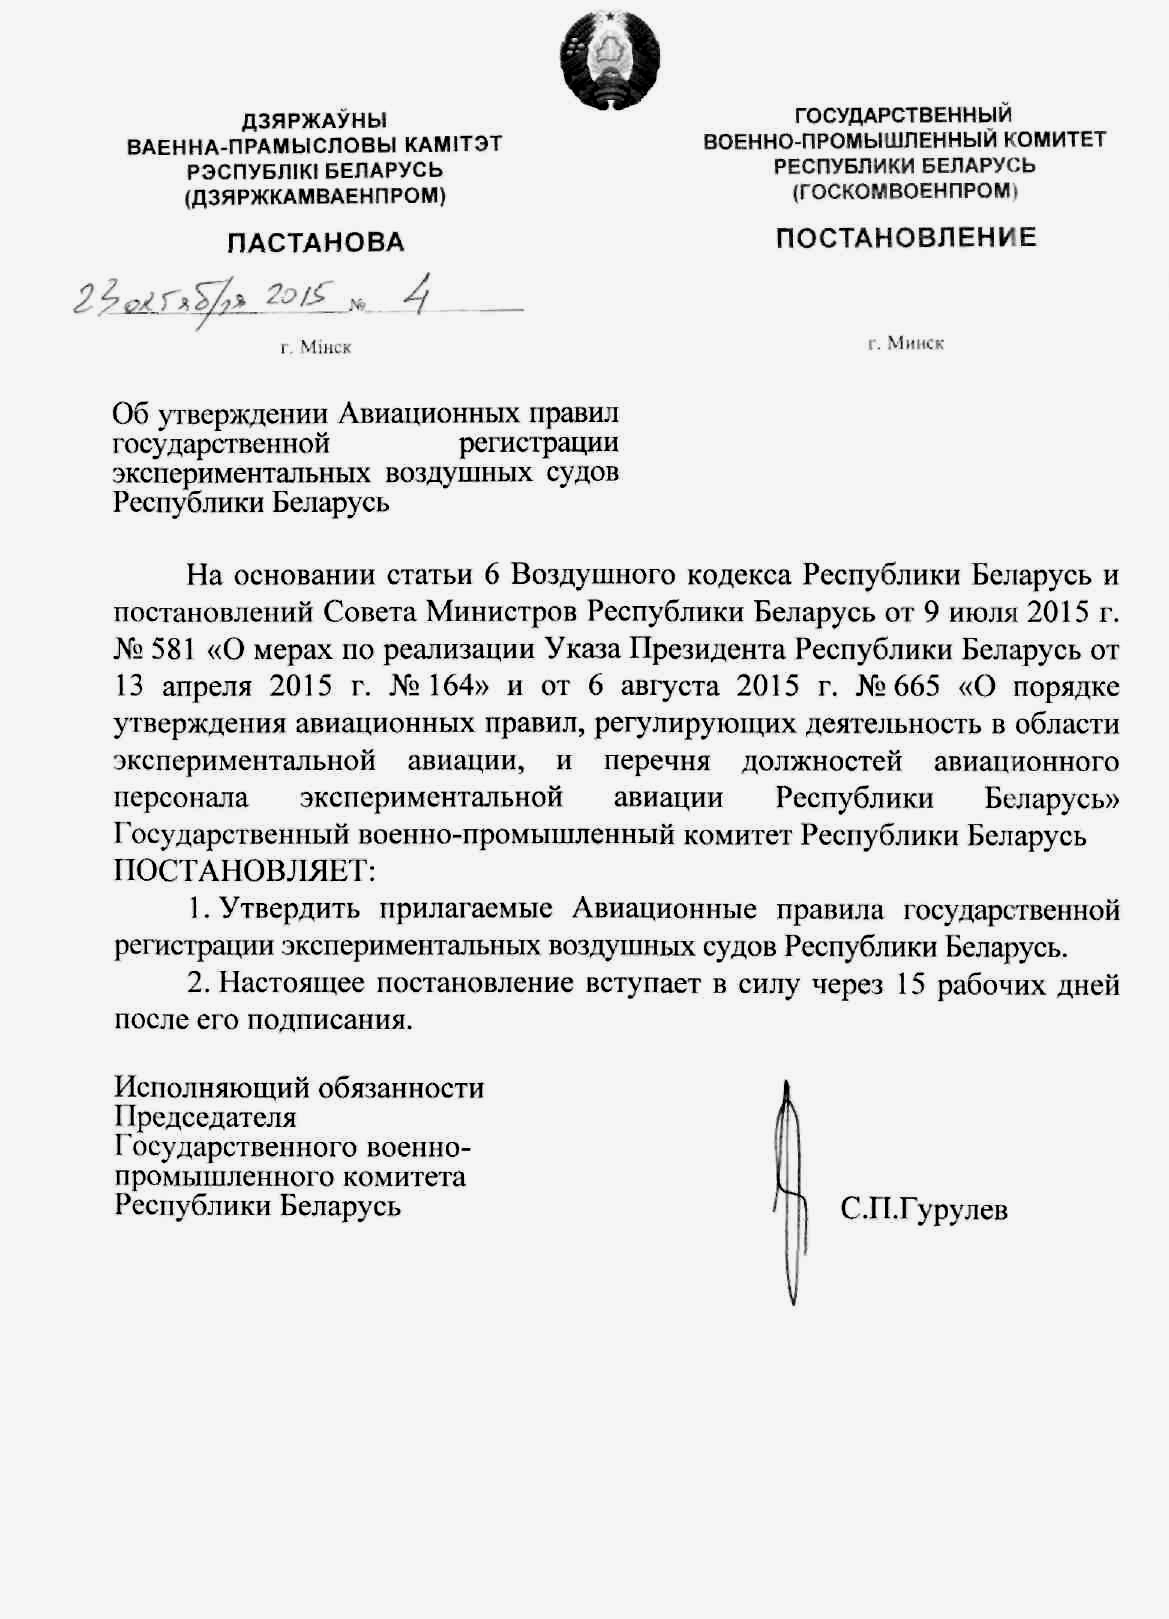 ДЗЯРЖАЎНЫ
ВАЕННА-ПРАМЫСЛОВЫ КАМІТЭТ
РЭСПУБЛІКІ БЕЛАРУСЬ
(ДЗЯРЖКАМВАЕНПРОМ)
ПАСТАНОВА
23 октября 2015 № 4
г. Мінск
ГОСУДАРСТВЕННЫЙ
ВОЕННО-ПРОМЫШЛЕННЫЙ КОМИТЕТ
РЕСПУБЛИКИ БЕЛАРУСЬ
(ГОСКОМВОЕНПРОМ)
ПОСТАНОВЛЕНИЕ
г. Минск
Об утверждении Авиационных правил
государственной регистрации
экспериментальных воздушных судов
Республики Беларусь
На основании статьи 6 Воздушного кодекса Республики Беларусь и
постановлений Совета Министров Республики Беларусь от 9 июля 2015 г.
№ 581 «О мерах по реализации Указа Президента Республики Беларусь от
13 апреля 2015 г. № 164» и от 6 августа 2015 г. № 665 «О порядке
утверждения авиационных правил, регулирующих деятельность в области
экспериментальной авиации, и перечня должностей авиационного
персонала экспериментальной авиации Республики Беларусь»
Государственный военно-промышленный комитет Республики Беларусь
ПОСТАНОВЛЯЕТ:
1. Утвердить прилагаемые Авиационные правила государственной
регистрации экспериментальных воздушных судов Республики Беларусь.
2. Настоящее постановление вступает в силу через 15 рабочих дней
после его подписания.
Исполняющий обязанности
Председателя
Государственного военно-
промышленного комитета
Республики Беларусь
С.П.Гурулев